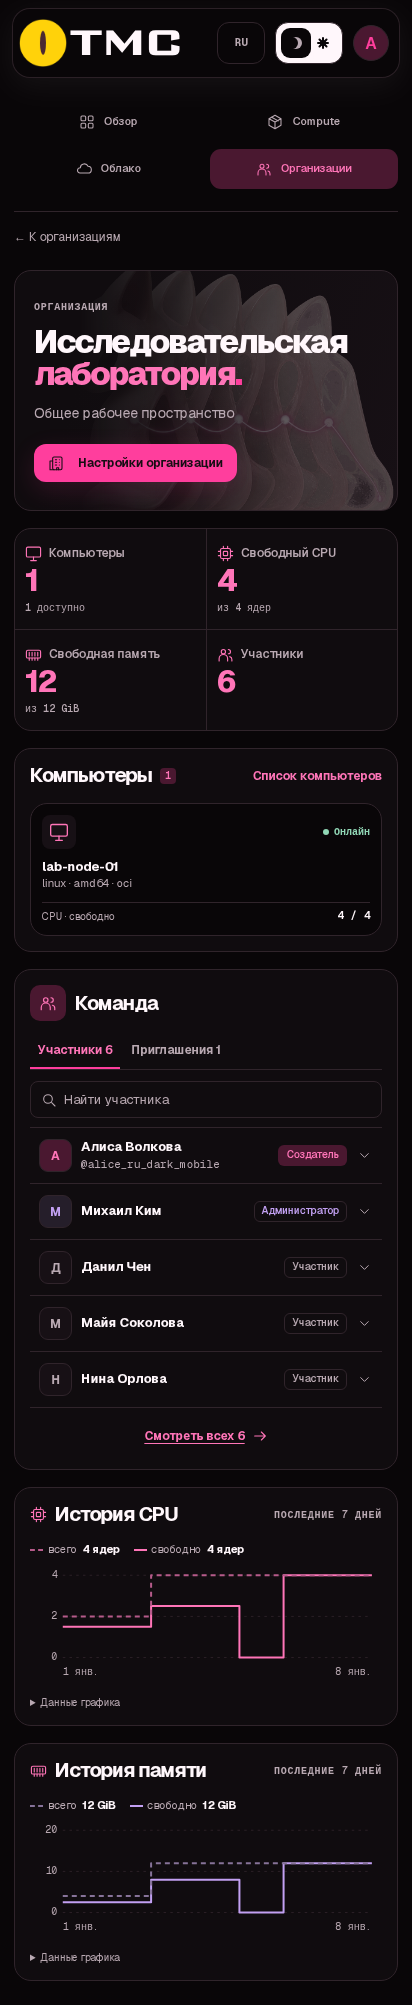 TMC
RU
A
Обзор
Compute
Облако
Организации
← К организациям
ОРГАНИЗАЦИЯ
Исследовательская
лаборатория.
Общее рабочее пространство
Настройки организации
Компьютеры
1
1 доступно
Свободный CPU
4
из 4 ядер
Свободная память
12
из 12 GiB
Участники
6
Компьютеры 1
Список компьютеров
Онлайн
lab-node-01
linux · amd64 · oci
CPU · свободно
4 / 4
Команда
Участники 6
Приглашения 1
Найти участника
А
Алиса Волкова
@alice_ru_dark_mobile
Создатель
М
Михаил Ким
Администратор
Д
Данил Чен
Участник
М
Майя Соколова
Участник
Н
Нина Орлова
Участник
Смотреть всех 6 →
История CPU
ПОСЛЕДНИЕ 7 ДНЕЙ
всего 4 ядер
свободно 4 ядер
4
2
0
1 янв.
8 янв.
▶ Данные графика
История памяти
ПОСЛЕДНИЕ 7 ДНЕЙ
всего 12 GiB
свободно 12 GiB
20
10
0
1 янв.
8 янв.
▶ Данные графика